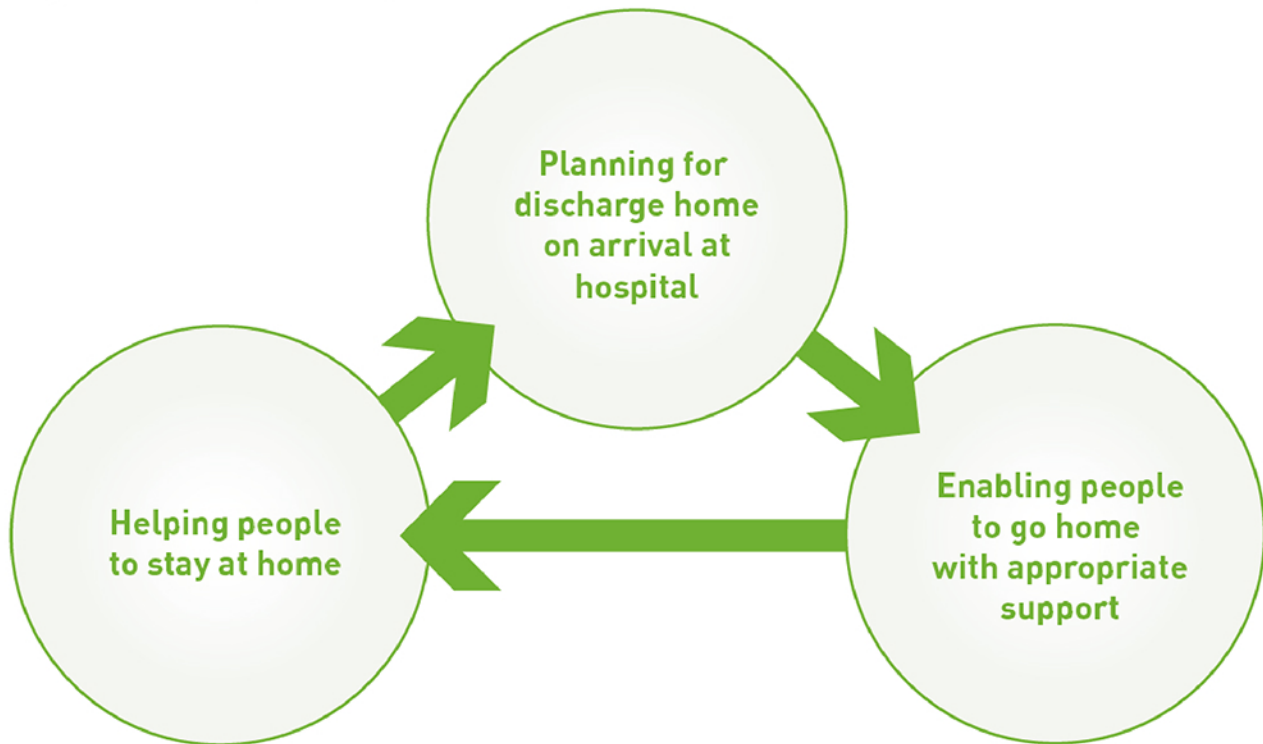 Planning for
discharge home
on arrival at
hospital
Helping people
to stay at home
Enabling people
to go home
with appropriate
support